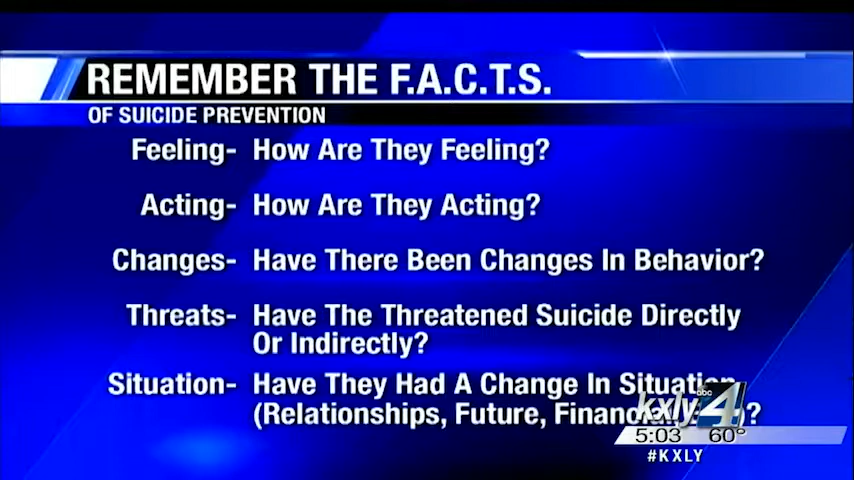 REMEMBER THE F.A.C.T.S.
OF SUICIDE PREVENTION
Feeling- How Are They Feeling?
Acting- How Are They Acting?
Changes- Have There Been Changes In Behavior?
Threats- Have The Threatened Suicide Directly
Or Indirectly?
Situation- Have They Had A Change In Situation
(Relationships, Future, ?
abc
kxly 4
5:03 60°
#KXLY